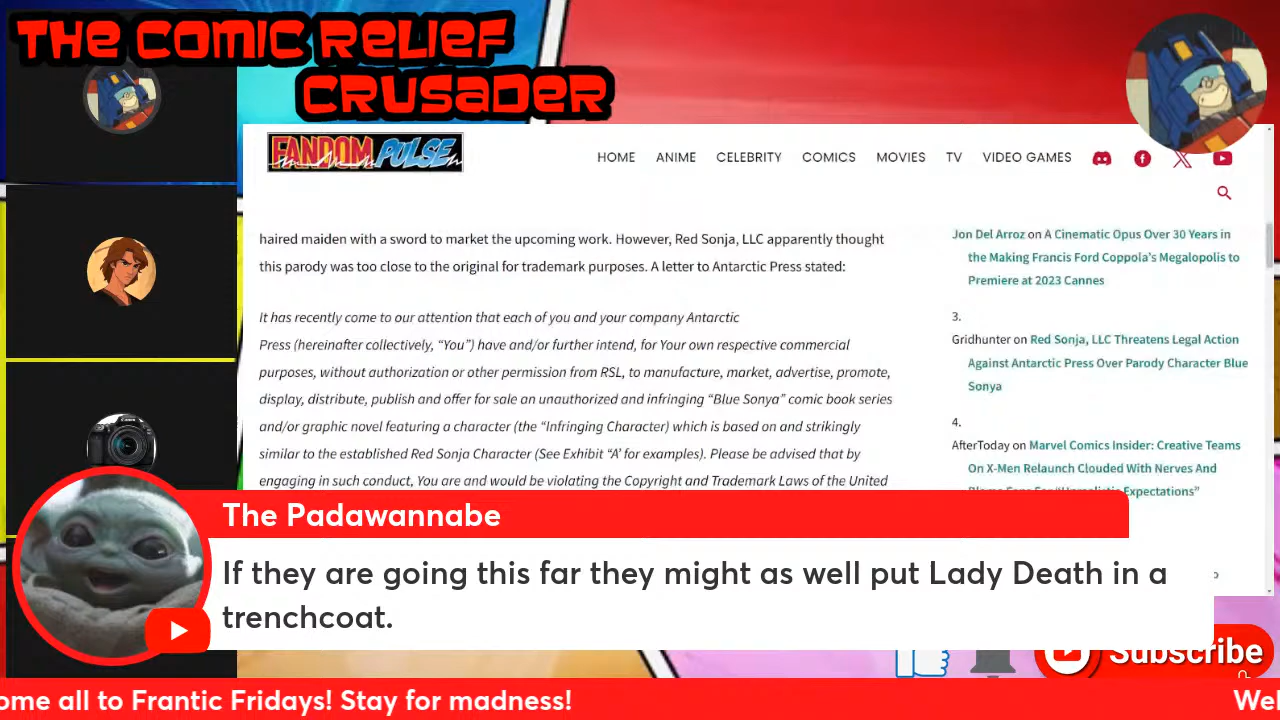 THE COMIC RELIEF
CRUSADER
FANDOM PULSE
HOME ANIME CELEBRITY COMICS MOVIES TV VIDEO GAMES
haired maiden with a sword to market the upcoming work. However, Red Sonja, LLC apparently thought
this parody was too close to the original for trademark purposes. A letter to Antarctic Press stated:
It has recently come to our attention that each of you and your company Antarctic
Press (hereinafter collectively, “You”) have and/or further intend, for Your own respective commercial
purposes, without authorization or other permission from RSL, to manufacture, market, advertise, promote,
display, distribute, publish and offer for sale an unauthorized and infringing “Blue Sonya” comic book series
and/or graphic novel featuring a character (the “Infringing Character) which is based on and strikingly
similar to the established Red Sonja Character (See Exhibit “A’ for examples). Please be advised that by
engaging in such conduct, You are and would be violating the Copyright and Trademark Laws of the United
Jon Del Arroz on A Cinematic Opus Over 30 Years in
the Making Francis Ford Coppola’s Megalopolis to
Premiere at 2023 Cannes
3.
Gridhunter on Red Sonja, LLC Threatens Legal Action
Against Antarctic Press Over Parody Character Blue
Sonya
4.
AfterToday on Marvel Comics Insider: Creative Teams
On X-Men Relaunch Clouded With Nerves And
Blame Fans For “Unrealistic Expectations”
Canon
The Padawannabe
If they are going this far they might as well put Lady Death in a
trenchcoat.
Subscribe
ome all to Frantic Fridays! Stay for madness! Wel